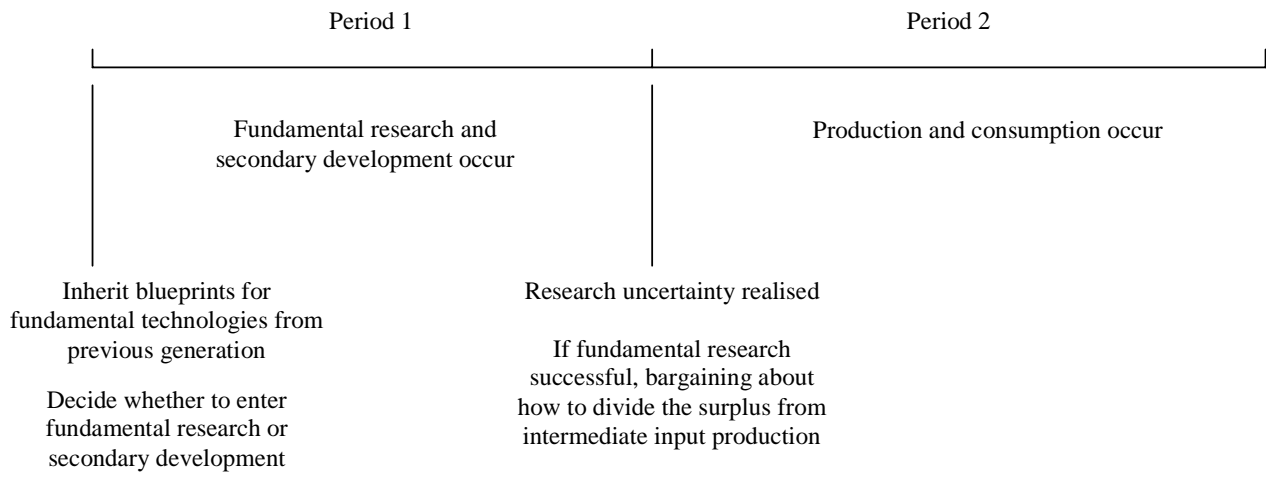 Period 1
Period 2
Fundamental research and
secondary development occur
Production and consumption occur
Inherit blueprints for
fundamental technologies from
previous generation
Decide whether to enter
fundamental research or
secondary development
Research uncertainty realised
If fundamental research
successful, bargaining about
how to divide the surplus from
intermediate input production